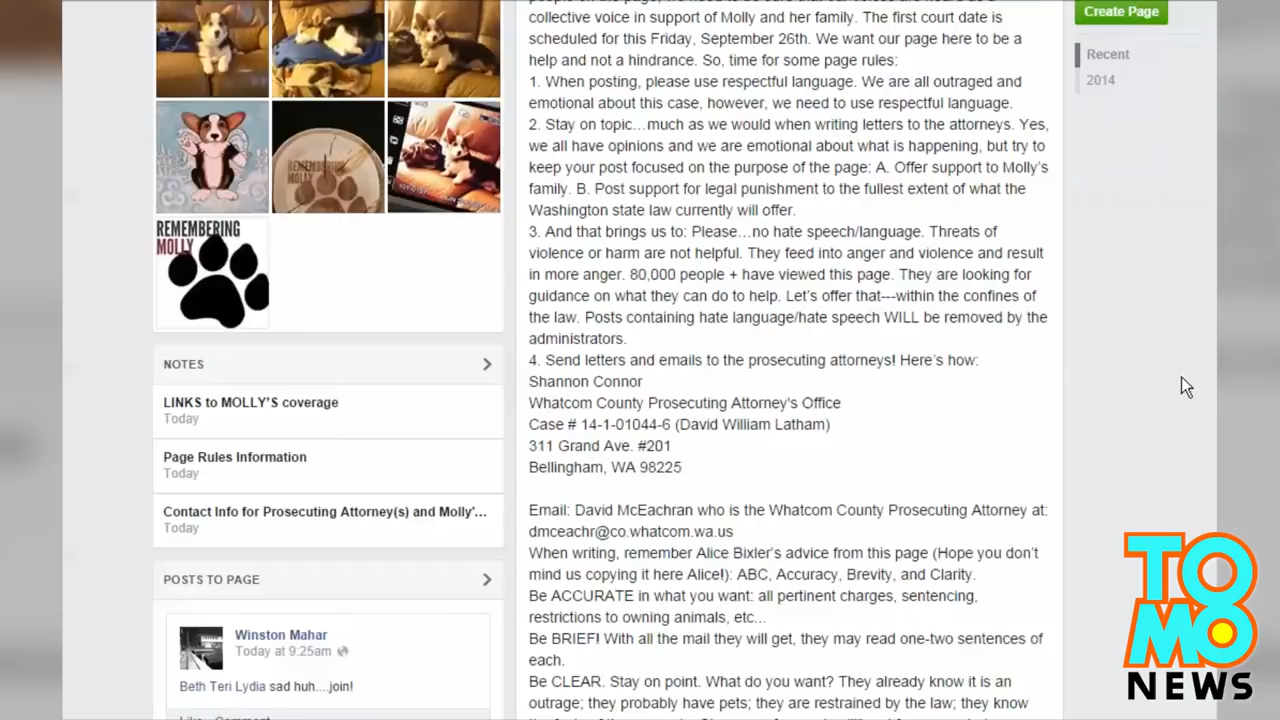 REMEMBERING
MOLLY
REMEMBERING
MOLLY
NOTES
LINKS to MOLLY'S coverage
Today
Page Rules Information
Today
Contact Info for Prosecuting Attorney(s) and Molly'...
Today
POSTS TO PAGE
Winston Mahar
Today at 9:25am
Beth Teri Lydia sad huh....join!
collective voice in support of Molly and her family. The first court date is
scheduled for this Friday, September 26th. We want our page here to be a
help and not a hindrance. So, time for some page rules:
1. When posting, please use respectful language. We are all outraged and
emotional about this case, however, we need to use respectful language.
2. Stay on topic…much as we would when writing letters to the attorneys. Yes,
we all have opinions and we are emotional about what is happening, but try to
keep your post focused on the purpose of the page: A. Offer support to Molly's
family. B. Post support for legal punishment to the fullest extent of what the
Washington state law currently will offer.
3. And that brings us to: Please…no hate speech/language. Threats of
violence or harm are not helpful. They feed into anger and violence and result
in more anger. 80,000 people + have viewed this page. They are looking for
guidance on what they can do to help. Let's offer that---within the confines of
the law. Posts containing hate language/hate speech WILL be removed by the
administrators.
4. Send letters and emails to the prosecuting attorneys! Here's how:
Shannon Connor
Whatcom County Prosecuting Attorney's Office
Case # 14-1-01044-6 (David William Latham)
311 Grand Ave. #201
Bellingham, WA 98225
Email: David McEachran who is the Whatcom County Prosecuting Attorney at:
dmceachr@co.whatcom.wa.us
When writing, remember Alice Bixler's advice from this page (Hope you don't
mind us copying it here Alice!): ABC, Accuracy, Brevity, and Clarity.
Be ACCURATE in what you want: all pertinent charges, sentencing,
restrictions to owning animals, etc...
Be BRIEF! With all the mail they will get, they may read one-two sentences of
each.
Be CLEAR. Stay on point. What do you want? They already know it is an
outrage; they probably have pets; they are restrained by the law; they know
Create Page
Recent
2014
TOMO
NEWS